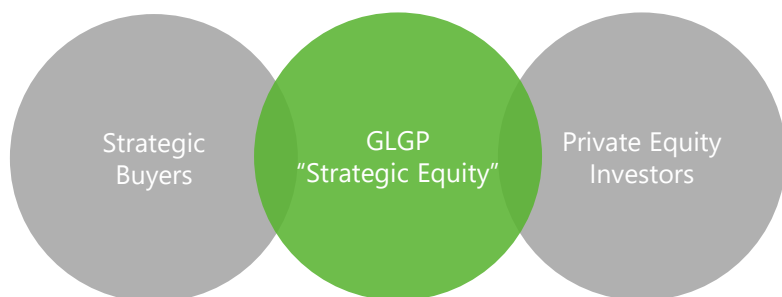 Strategic
Buyers
GLGP
“Strategic Equity”
Private Equity
Investors